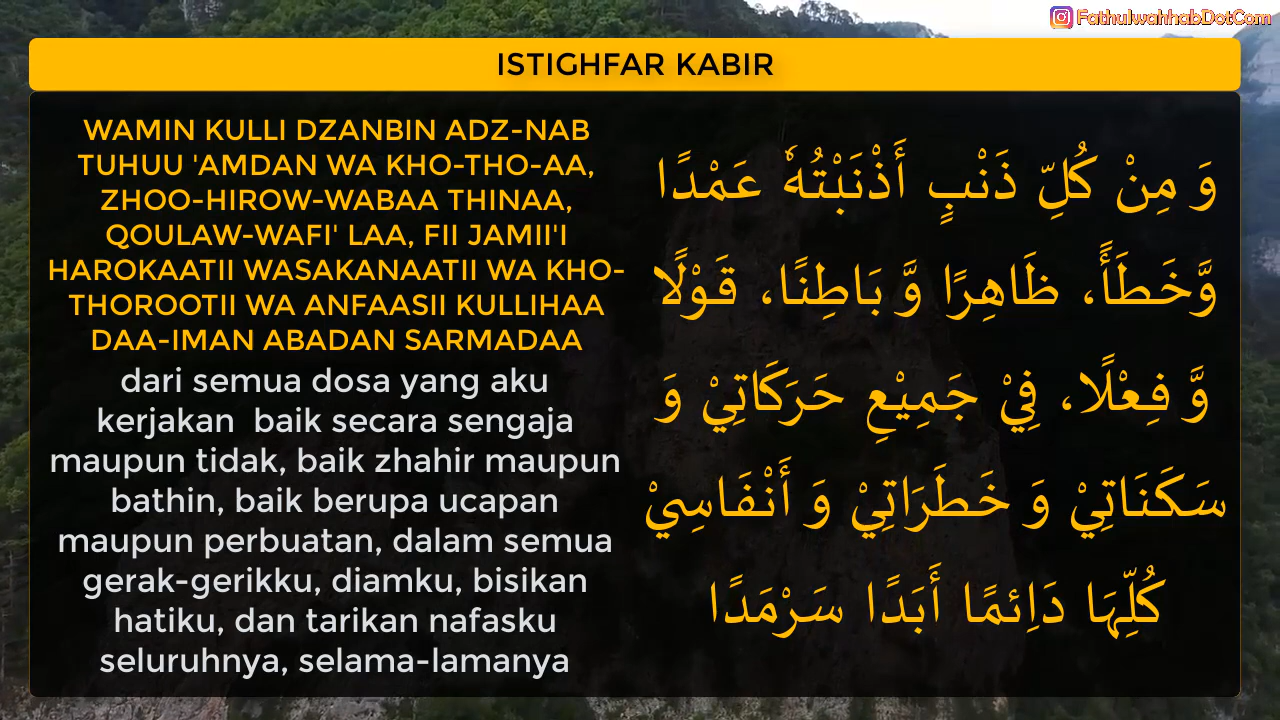 FathulwahhabDotCom
ISTIGHFAR KABIR
WAMIN KULLI DZANBIN ADZ-NAB
TUHUU 'AMDAN WA KHO-THO-AA,
ZHOO-HIROW-WABAA THINAA,
QOULAW-WAFI' LAA, FII JAMII'I
HAROKAATII WASAKANAATII WA KHO-
THOROOTII WA ANFAASII KULLIHAA
DAA-IMAN ABADAN SARMADAA
dari semua dosa yang aku
kerjakan  baik secara sengaja
maupun tidak, baik zhahir maupun
bathin, baik berupa ucapan
maupun perbuatan, dalam semua
gerak-gerikku, diamku, bisikan
hatiku, dan tarikan nafasku
seluruhnya, selama-lamanya
وَ مِنْ كُلِّ ذَنْبٍ أَذْنَبْتُهٗ عَمْدًا
وَّخَطَأً، ظَاهِرًا وَّ بَاطِنًا، قَوْلًا
وَّ فِعْلًا، فِيْ جَمِيْعِ حَرَكَاتِيْ وَ
سَكَنَاتِيْ وَ خَطَرَاتِيْ وَ أَنْفَاسِيْ
كُلِّهَا دَاِئمًا أَبَدًا سَرْمَدًا